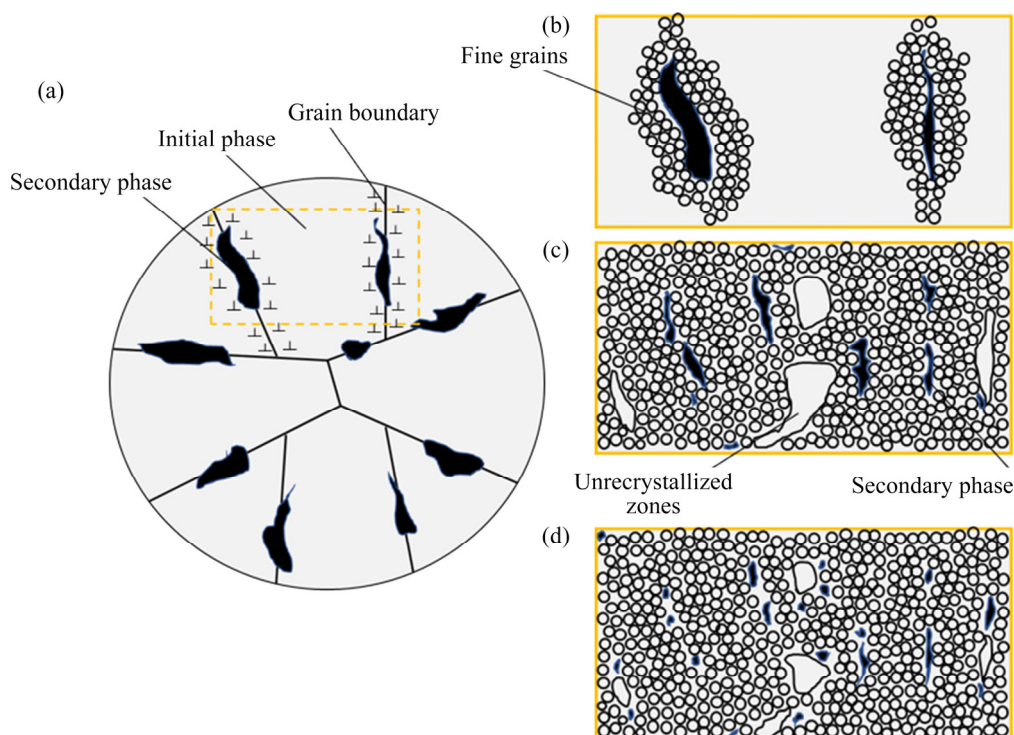 (a)
Secondary phase
Initial phase
Grain boundary
(b)
Fine grains
(c)
Unrecrystallized
zones
Secondary phase
(d)